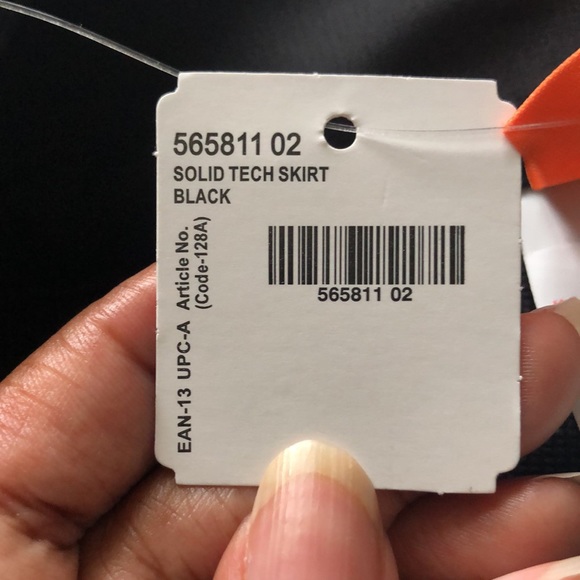 565811 02
SOLID TECH SKIRT
BLACK
565811 02
Article No.
(Code-128A)
UPC-A
EAN-13